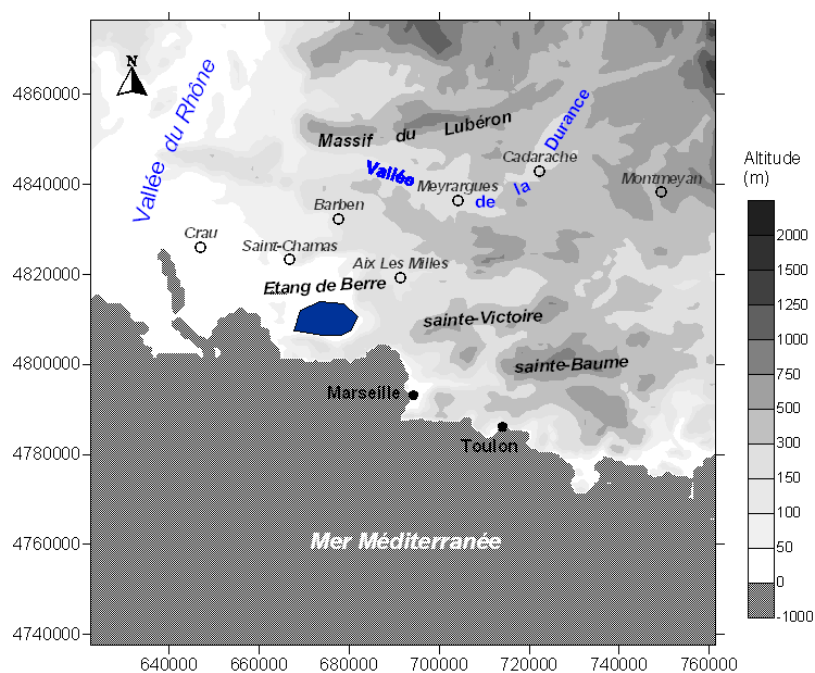 N
Vallée du Rhône
Massif du Lubéron
Vallée de la Durance
Cadarache
Meyrargues
Montmeyan
Barben
Crau
Saint-Chamas
Aix Les Milles
Etang de Berre
sainte-Victoire
sainte-Baume
Marseille
Toulon
Mer Méditerranée
4860000
4840000
4820000
4800000
4780000
4760000
4740000
640000 660000 680000 700000 720000 740000 760000
Altitude
(m)
2000
1500
1250
1000
750
500
300
150
100
50
0
-1000